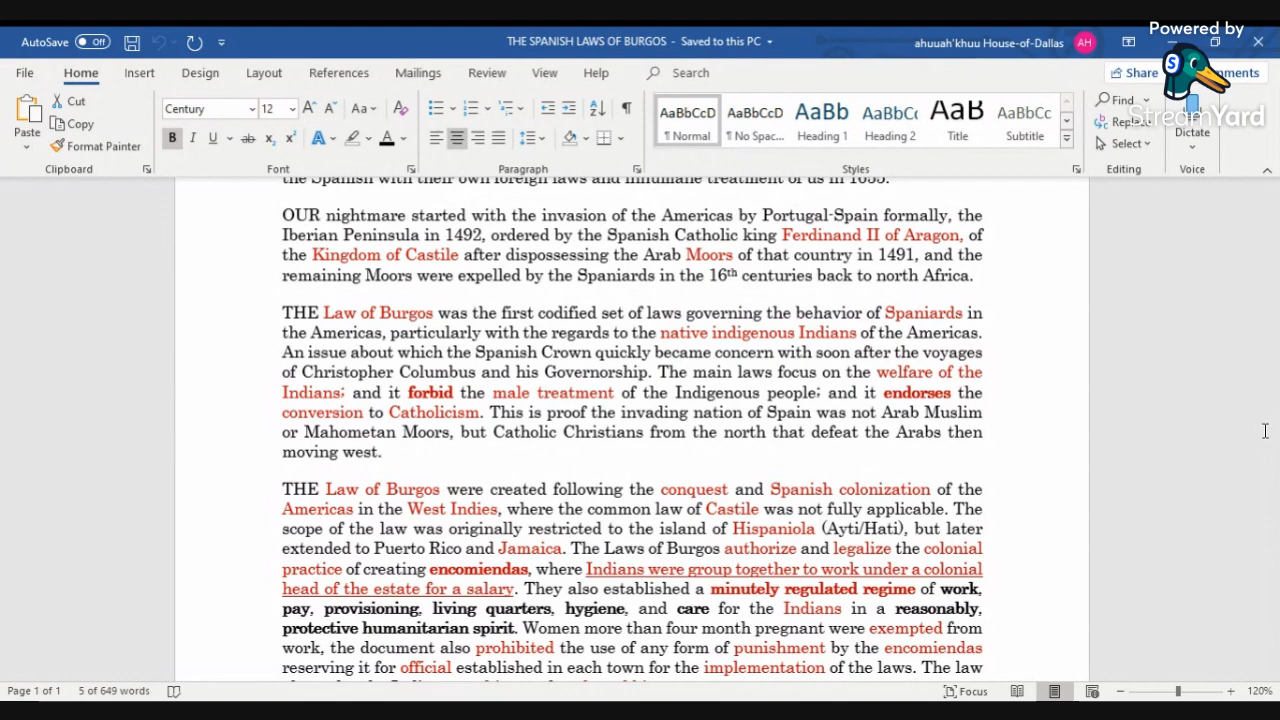 Powered by
StreamYard
AutoSave Off
THE SPANISH LAWS OF BURGOS - Saved to this PC
ahuuah'khuu House-of-Dallas AH
File Home Insert Design Layout References Mailings Review View Help Search Share Comments
Paste Cut
Copy
Format Painter
Clipboard
Century 12
Font
Paragraph
AaBbCcD AaBbCcD AaBb AaBbCc AaB AaBbCc
¶ Normal ¶ No Spac... Heading 1 Heading 2 Title Subtitle
Styles
Find
Replace
Select
Editing
Dictate
Voice
the Spanish with their own foreign laws and inhumane treatment of us in 1655.
OUR nightmare started with the invasion of the Americas by Portugal-Spain formally, the
Iberian Peninsula in 1492, ordered by the Spanish Catholic king Ferdinand II of Aragon, of
the Kingdom of Castile after dispossessing the Arab Moors of that country in 1491, and the
remaining Moors were expelled by the Spaniards in the 16th centuries back to north Africa.
THE Law of Burgos was the first codified set of laws governing the behavior of Spaniards in
the Americas, particularly with the regards to the native indigenous Indians of the Americas.
An issue about which the Spanish Crown quickly became concern with soon after the voyages
of Christopher Columbus and his Governorship. The main laws focus on the welfare of the
Indians; and it forbid the male treatment of the Indigenous people; and it endorses the
conversion to Catholicism. This is proof the invading nation of Spain was not Arab Muslim
or Mahometan Moors, but Catholic Christians from the north that defeat the Arabs then
moving west.
THE Law of Burgos were created following the conquest and Spanish colonization of the
Americas in the West Indies, where the common law of Castile was not fully applicable. The
scope of the law was originally restricted to the island of Hispaniola (Ayti/Hati), but later
extended to Puerto Rico and Jamaica. The Laws of Burgos authorize and legalize the colonial
practice of creating encomiendas, where Indians were group together to work under a colonial
head of the estate for a salary. They also established a minutely regulated regime of work,
pay, provisioning, living quarters, hygiene, and care for the Indians in a reasonably,
protective humanitarian spirit. Women more than four month pregnant were exempted from
work, the document also prohibited the use of any form of punishment by the encomiendas
reserving it for official established in each town for the implementation of the laws. The law
Page 1 of 1 5 of 649 words Focus 120%